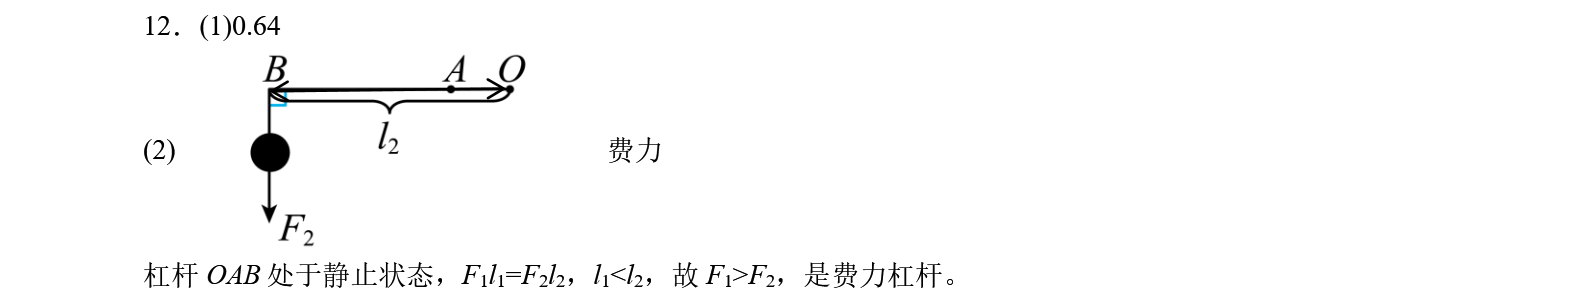 12．(1)0.64
B A O
l₂
(2) 费力
F₂
杠杆 OAB 处于静止状态，F₁l₁=F₂l₂，l₁<l₂，故 F₁>F₂，是费力杠杆。